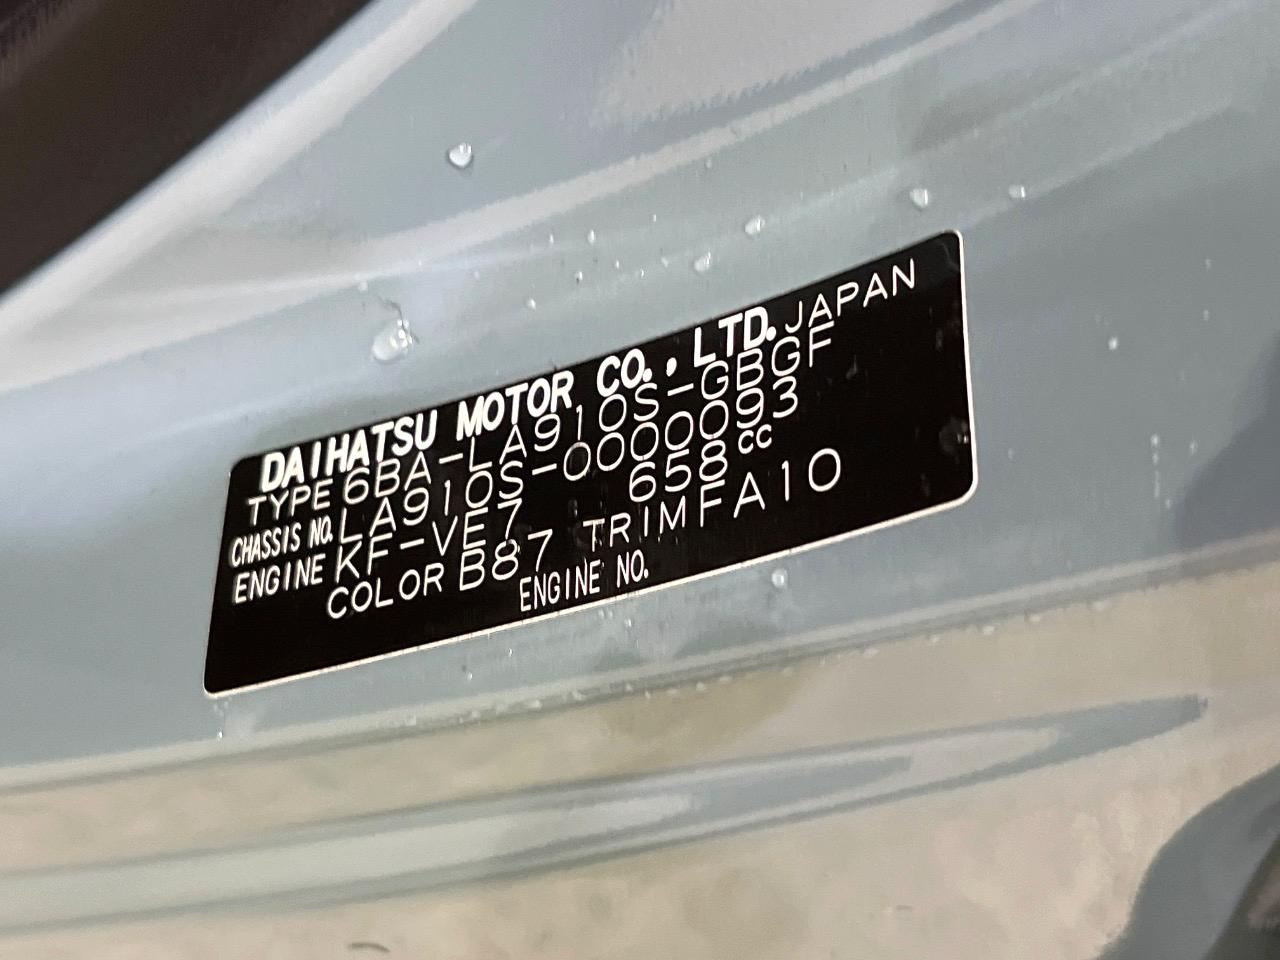 DAIHATSU MOTOR CO., LTD. JAPAN
TYPE 6BA-LA910S-GBGF
CHASSIS NO. LA910S-0000093
ENGINE KF-VE7 658cc
COLOR B87 TRIM FA10
ENGINE NO.